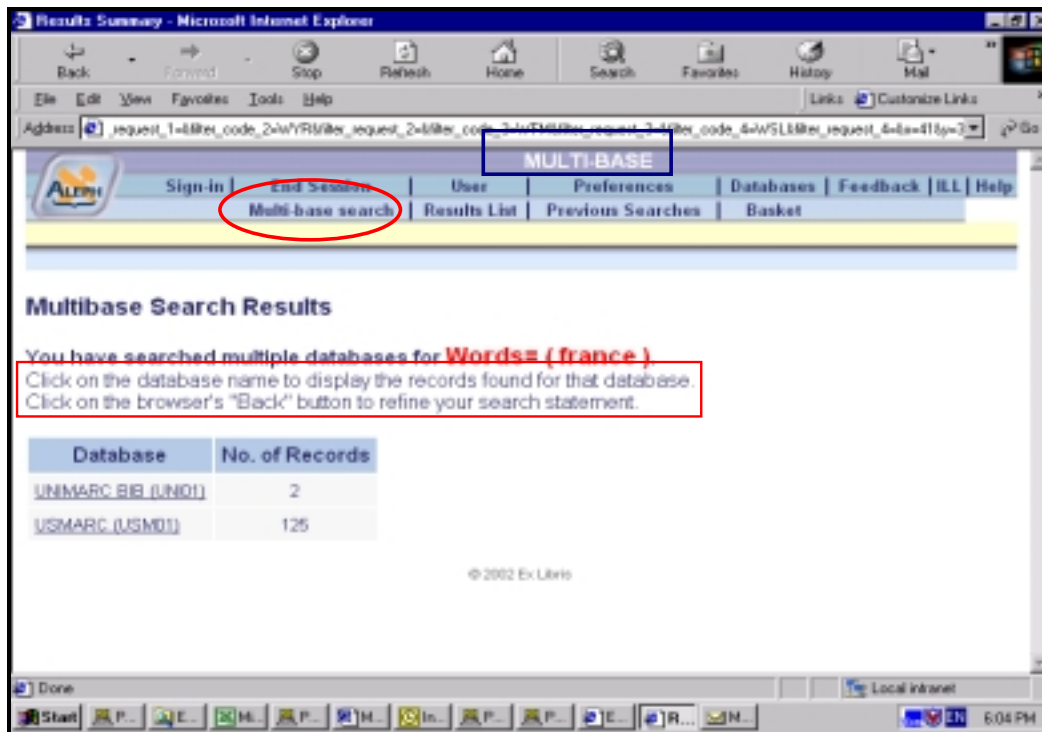 Results Summary - Microsoft Internet Explorer
Back Forward Stop Refresh Home Search Favorites History Mail
File Edit View Favorites Tools Help Links Customize Links
Address Go
MULTI-BASE
ALEPH Sign-in | End Session | User | Preferences | Databases | Feedback | ILL | Help
Multi-base search | Results List | Previous Searches | Basket
Multibase Search Results
You have searched multiple databases for Words= ( france ).
Click on the database name to display the records found for that database.
Click on the browser's "Back" button to refine your search statement.
Database No. of Records
UNIMARC BIB (UNI01) 2
USMARC (USM01) 125
© 2002 Ex Libris
Done Local intranet
Start P... E... M... P... M... In... P... P... E... R... M... EN 6:04 PM